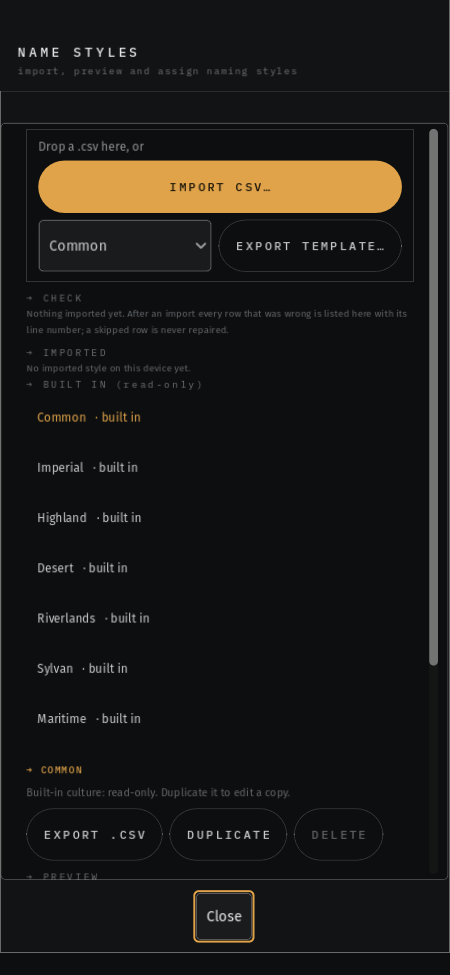 NAME STYLES
import, preview and assign naming styles
Drop a .csv here, or
IMPORT CSV…
Common
EXPORT TEMPLATE…
→ CHECK
Nothing imported yet. After an import every row that was wrong is listed here with its
line number; a skipped row is never repaired.
→ IMPORTED
No imported style on this device yet.
→ BUILT IN (read-only)
Common · built in
Imperial · built in
Highland · built in
Desert · built in
Riverlands · built in
Sylvan · built in
Maritime · built in
→ COMMON
Built-in culture: read-only. Duplicate it to edit a copy.
EXPORT .CSV
DUPLICATE
DELETE
→ PREVIEW
Close